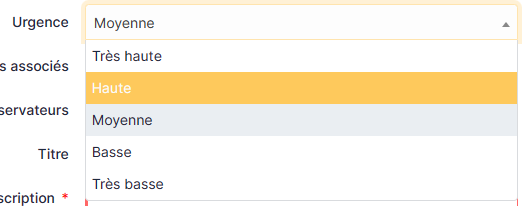 Urgence Moyenne
Très haute
s associés
Haute
servateurs
Moyenne
Titre
Basse
scription *
Très basse